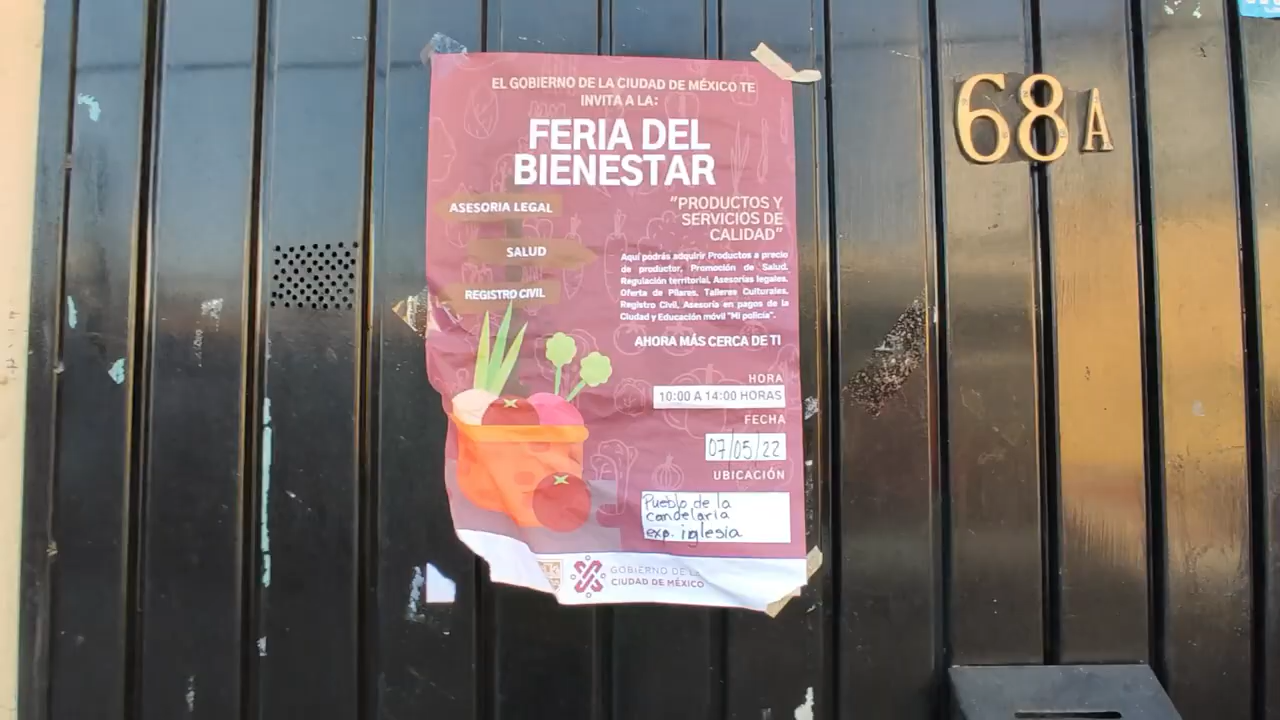 EL GOBIERNO DE LA CIUDAD DE MÉXICO TE
INVITA A LA:
FERIA DEL
BIENESTAR
ASESORIA LEGAL
SALUD
REGISTRO CIVIL
"PRODUCTOS Y
SERVICIOS DE
CALIDAD"
Aquí podrás adquirir Productos a precio
de productor, Promoción de Salud,
Regulación territorial, Asesorías legales,
Oferta de Pilares, Talleres Culturales,
Registro Civil, Asesoría en pagos de la
Ciudad y Educación móvil "Mi policía".
AHORA MÁS CERCA DE TI
HORA
10:00 A 14:00 HORAS
FECHA
07/05/22
UBICACIÓN
Pueblo de la
candelaria
exp. iglesia
GOBIERNO DE LA
CIUDAD DE MÉXICO
68A